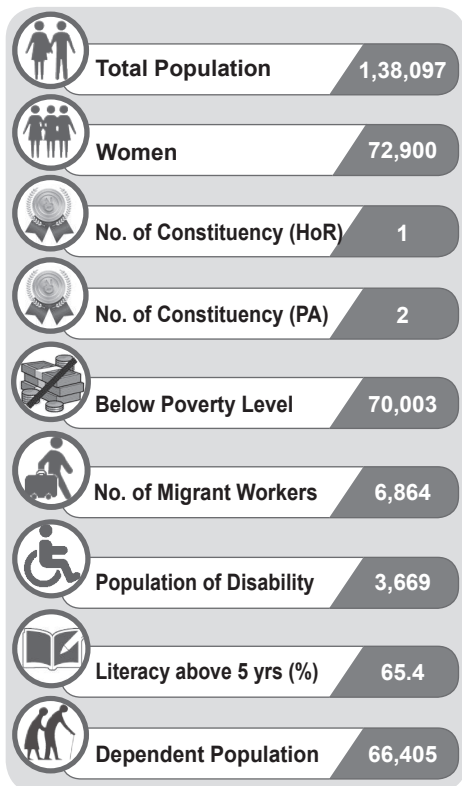 Total Population 1,38,097
Women 72,900
No. of Constituency (HoR) 1
No. of Constituency (PA) 2
Below Poverty Level 70,003
No. of Migrant Workers 6,864
Population of Disability 3,669
Literacy above 5 yrs (%) 65.4
Dependent Population 66,405